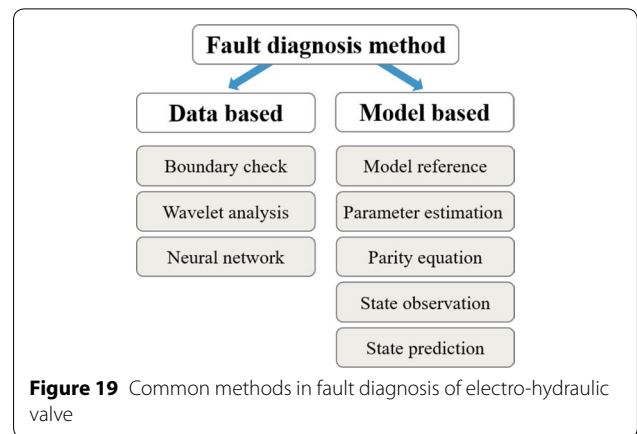 Fault diagnosis method
Data based
Model based
Boundary check
Model reference
Wavelet analysis
Parameter estimation
Neural network
Parity equation
State observation
State prediction
Figure 19 Common methods in fault diagnosis of electro-hydraulic
valve